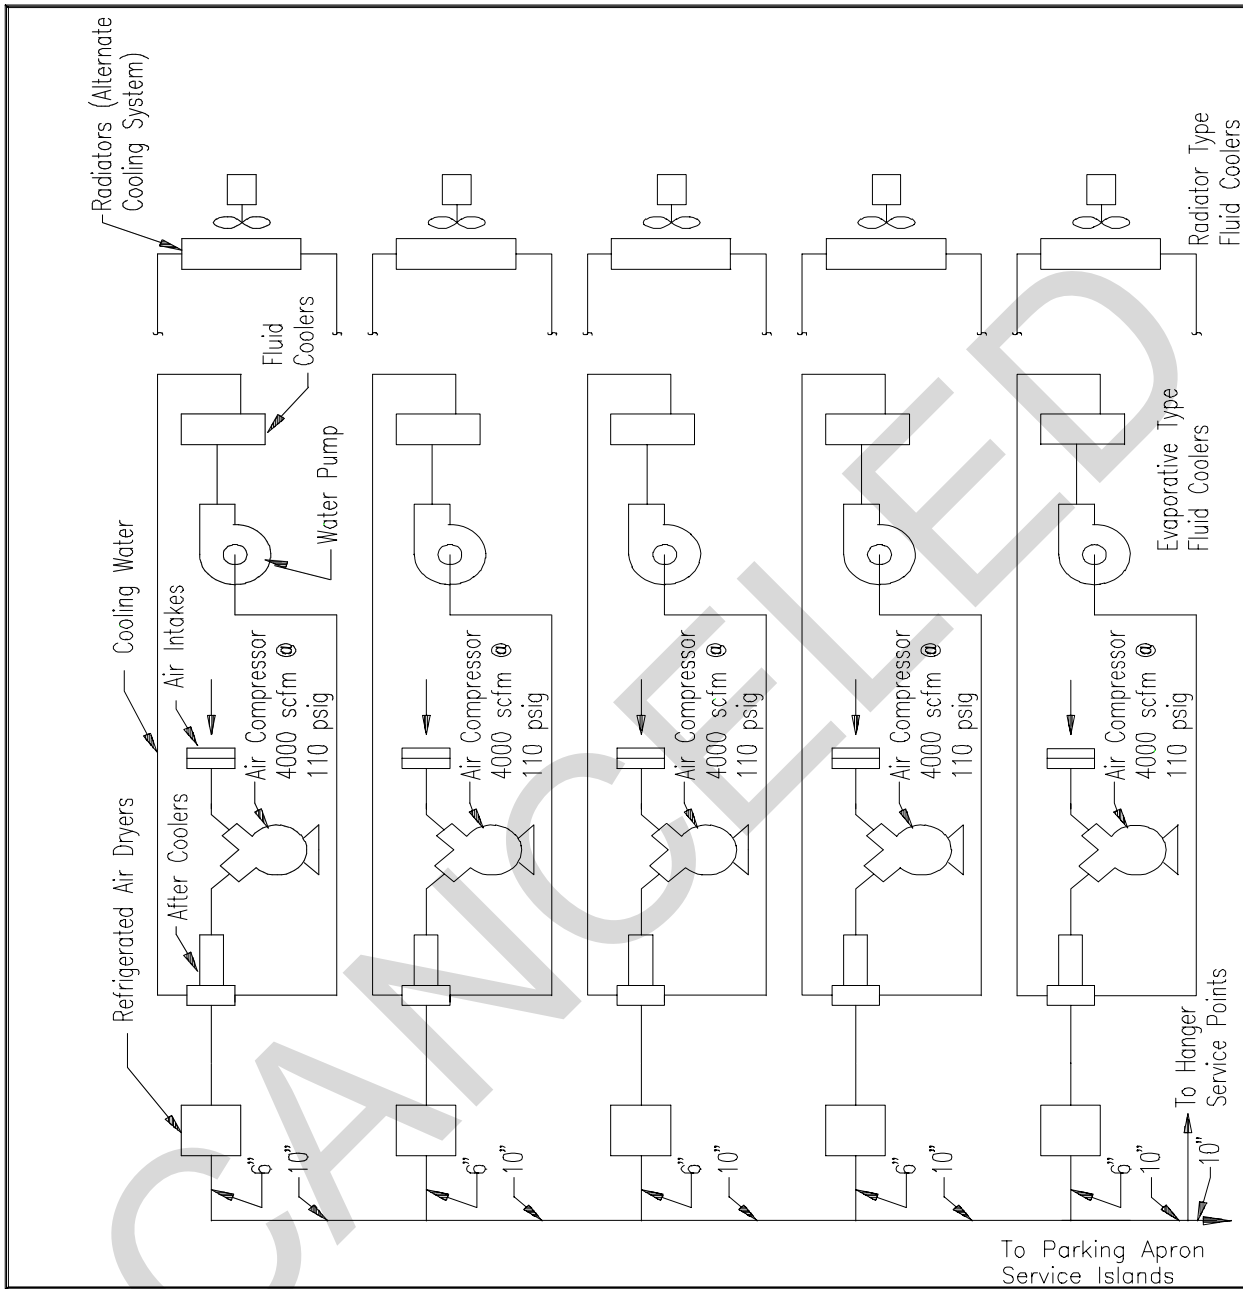 Radiators (Alternate
Cooling System)
Fluid
Coolers
Water Pump
Cooling Water
Air Intakes
Air Compressor
4000 scfm @
110 psig
After Coolers
Refrigerated Air Dryers
6"
10"
Air Compressor
4000 scfm @
110 psig
6"
10"
Air Compressor
4000 scfm @
110 psig
6"
10"
Air Compressor
4000 scfm @
110 psig
6"
10"
Air Compressor
4000 scfm @
110 psig
6"
10"
10"
Radiator Type
Fluid Coolers
Evaporative Type
Fluid Coolers
To Hanger
Service Points
To Parking Apron
Service Islands
CANCELED